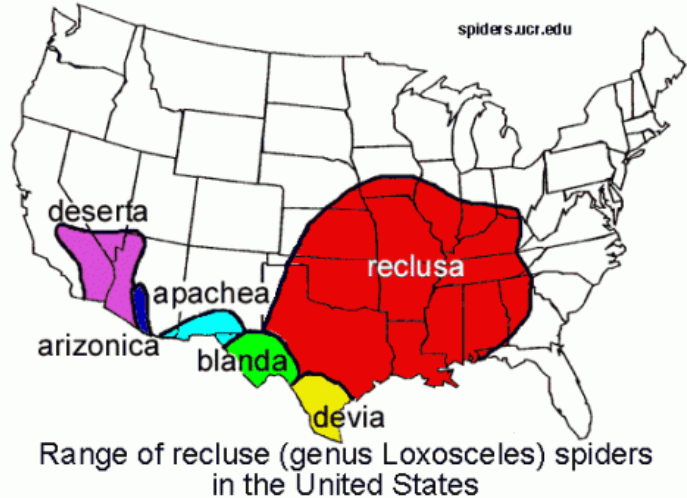 spiders.ucr.edu
deserta
reclusa
apachea
arizonica
blanda
devia
Range of recluse (genus Loxosceles) spiders
in the United States